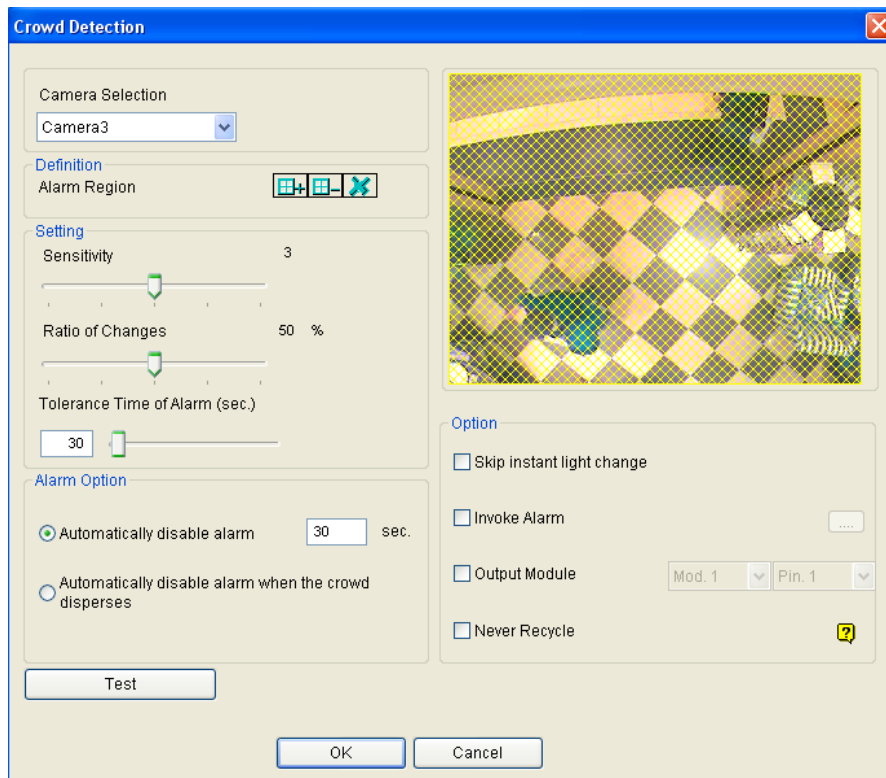 Crowd Detection
Camera Selection
Camera3
Definition
Alarm Region
Setting
Sensitivity 3
Ratio of Changes 50 %
Tolerance Time of Alarm (sec.)
30
Alarm Option
Automatically disable alarm 30 sec.
Automatically disable alarm when the crowd
disperses
Test
Option
Skip instant light change
Invoke Alarm ....
Output Module Mod. 1 Pin. 1
Never Recycle ?
OK Cancel